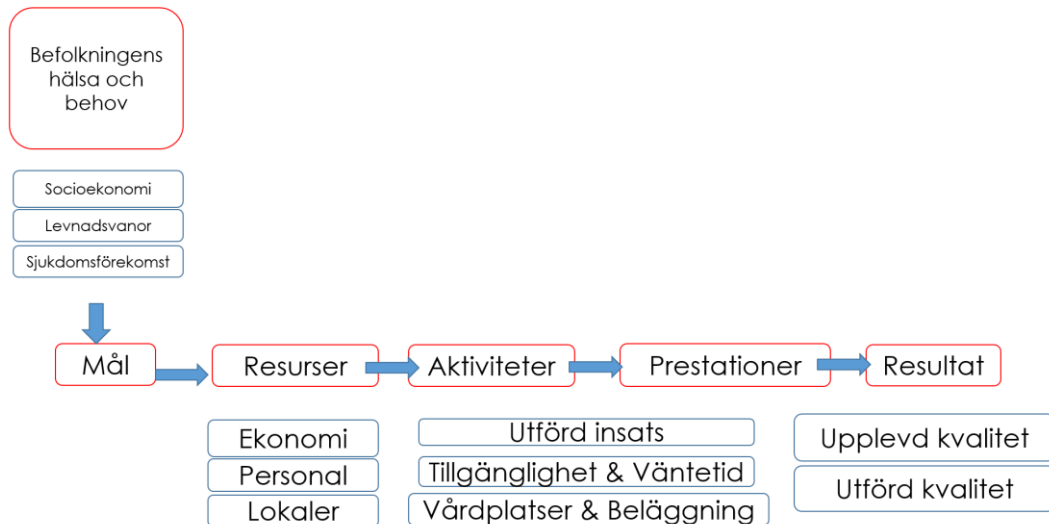 Befolkningens
hälsa och
behov
Socioekonomi
Levnadsvanor
Sjukdomsförekomst
Mål
Resurser
Aktiviteter
Prestationer
Resultat
Ekonomi
Personal
Lokaler
Utförd insats
Tillgänglighet & Väntetid
Vårdplatser & Beläggning
Upplevd kvalitet
Utförd kvalitet